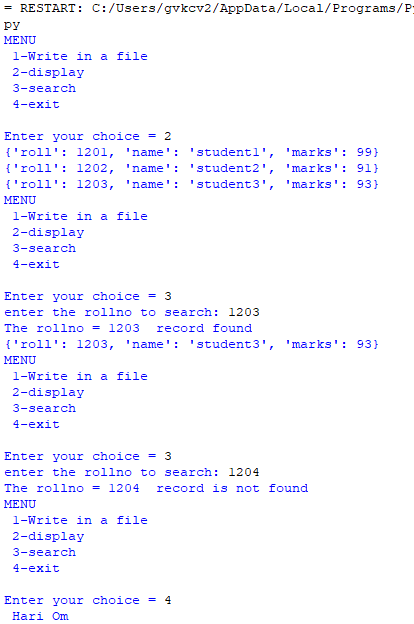 = RESTART: C:/Users/gvkcv2/AppData/Local/Programs/Py
py
MENU
 1-Write in a file
 2-display
 3-search
 4-exit

Enter your choice = 2
{'roll': 1201, 'name': 'student1', 'marks': 99}
{'roll': 1202, 'name': 'student2', 'marks': 91}
{'roll': 1203, 'name': 'student3', 'marks': 93}
MENU
 1-Write in a file
 2-display
 3-search
 4-exit

Enter your choice = 3
enter the rollno to search: 1203
The rollno = 1203  record found
{'roll': 1203, 'name': 'student3', 'marks': 93}
MENU
 1-Write in a file
 2-display
 3-search
 4-exit

Enter your choice = 3
enter the rollno to search: 1204
The rollno = 1204  record is not found
MENU
 1-Write in a file
 2-display
 3-search
 4-exit

Enter your choice = 4
 Hari Om